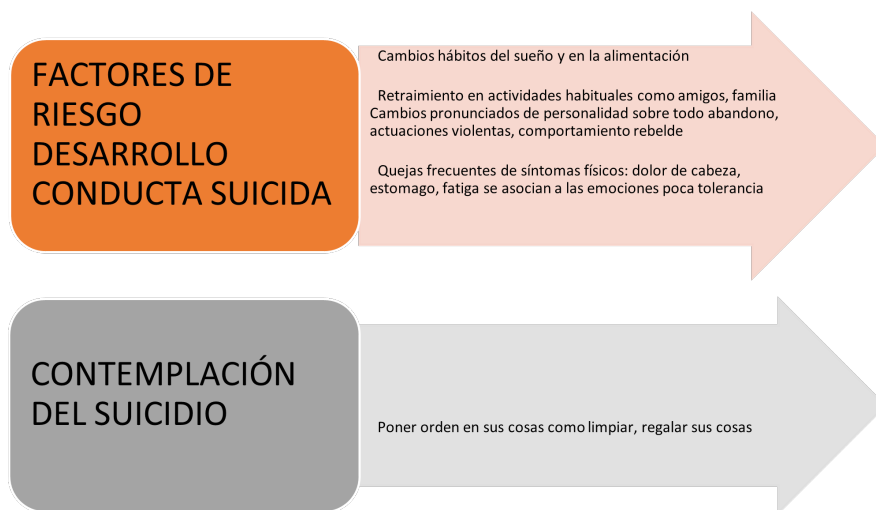 FACTORES DE
RIESGO
DESARROLLO
CONDUCTA SUICIDA
Cambios hábitos del sueño y en la alimentación
Retraimiento en actividades habituales como amigos, familia
Cambios pronunciados de personalidad sobre todo abandono,
actuaciones violentas, comportamiento rebelde
Quejas frecuentes de síntomas físicos: dolor de cabeza,
estomago, fatiga se asocian a las emociones poca tolerancia
CONTEMPLACIÓN
DEL SUICIDIO
Poner orden en sus cosas como limpiar, regalar sus cosas